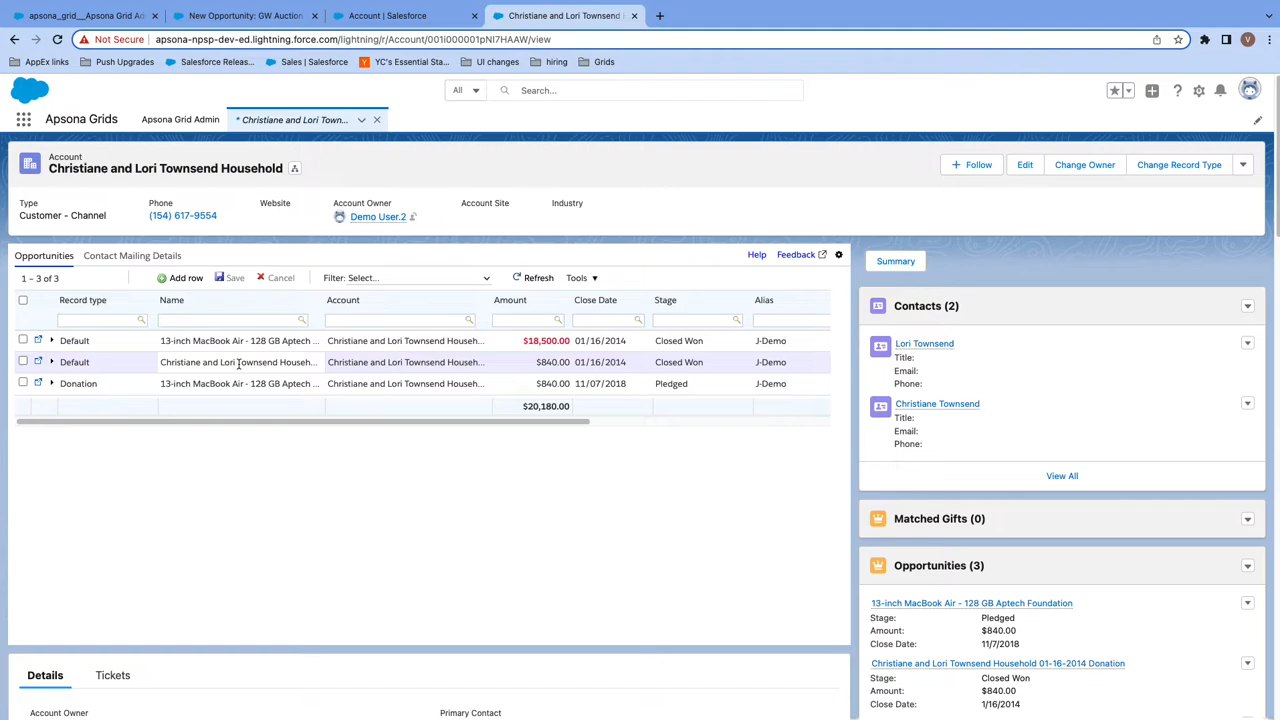 apsona_grid__Apsona Grid Ad
New Opportunity: GW Auction
Account | Salesforce
Christiane and Lori Townsend
Not Secure
apsona-npsp-dev-ed.lightning.force.com/lightning/r/Account/001i000001pNI7HAAW/view
V
AppEx links
Push Upgrades
Salesforce Releas...
Sales | Salesforce
YC's Essential Sta...
UI changes
hiring
Grids
All
Search...
Apsona Grids
Apsona Grid Admin
* Christiane and Lori Town...
Account
Christiane and Lori Townsend Household
Follow
Edit
Change Owner
Change Record Type
Type
Phone
Website
Account Owner
Account Site
Industry
Customer - Channel
(154) 617-9554
Demo User.2
Opportunities
Contact Mailing Details
Help
Feedback
1 – 3 of 3
Add row
Save
Cancel
Filter: Select...
Refresh
Tools
Record type
Name
Account
Amount
Close Date
Stage
Alias
Default
13-inch MacBook Air - 128 GB Aptech ...
Christiane and Lori Townsend Househ...
$18,500.00
01/16/2014
Closed Won
J-Demo
Default
Christiane and Lori Townsend Househ...
Christiane and Lori Townsend Househ...
$840.00
01/16/2014
Closed Won
J-Demo
Donation
13-inch MacBook Air - 128 GB Aptech ...
Christiane and Lori Townsend Househ...
$840.00
11/07/2018
Pledged
J-Demo
$20,180.00
Summary
Contacts (2)
Lori Townsend
Title:
Email:
Phone:
Christiane Townsend
Title:
Email:
Phone:
View All
Matched Gifts (0)
Opportunities (3)
13-inch MacBook Air - 128 GB Aptech Foundation
Stage:
Pledged
Amount:
$840.00
Close Date:
11/7/2018
Christiane and Lori Townsend Household 01-16-2014 Donation
Stage:
Closed Won
Amount:
$840.00
Close Date:
1/16/2014
Details
Tickets
Account Owner
Primary Contact